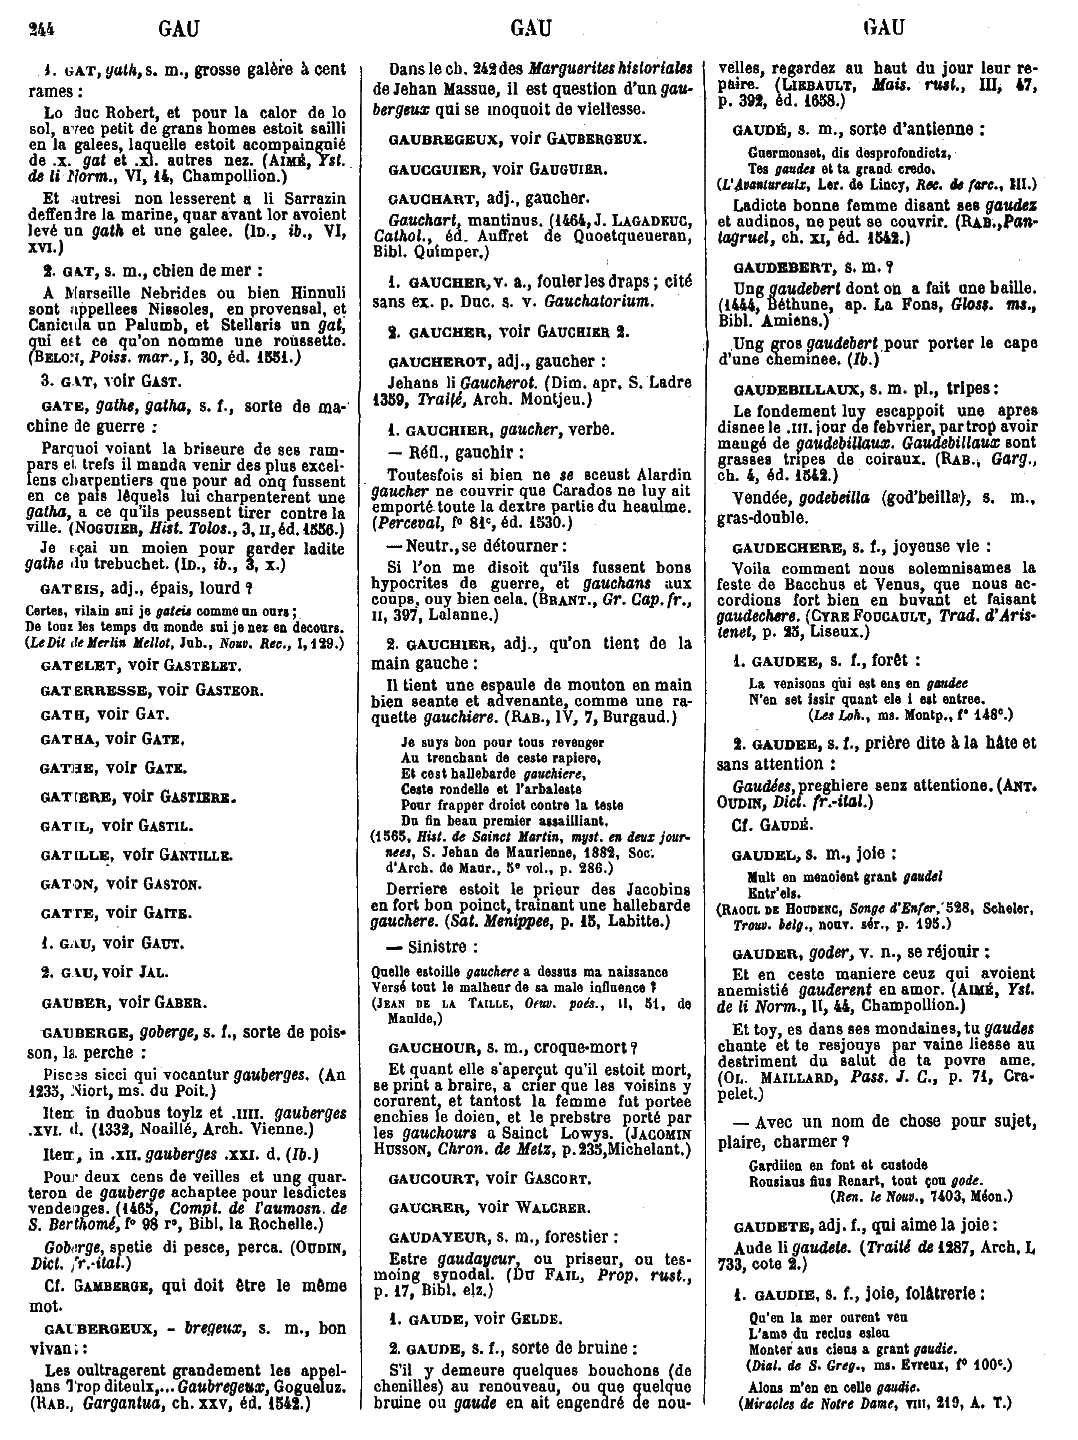 244 GAU GAU GAU
1. GAT, gath, s. m., grosse galère à cent
rames :
Lo duc Robert, et pour la calor de lo
sol, avec petit de grans homes estoit sailli
en la galees, laquelle estoit acompaingnié
de .x. gat et .xl. autres nez. (AIMÉ, Yst.
de li Norm., VI, 14, Champollion.)
Et autresi non lesserent a li Sarrazin
deffendre la marine, quar avant lor avoient
levé un gath et une galee. (ID., ib., VI,
XVI.)
2. GAT, s. m., chien de mer :
A Marseille Nebrides ou bien Hinnuli
sont appellees Nissoles, en provensal, et
Canicula un Palumb, et Stellaris un gat,
qui est ce qu'on nomme une roussette.
(BELON, Poiss. mar., I, 30, éd. 1551.)
3. GAT, voir GAST.
GATE, gathe, gatha, s. f., sorte de ma-
chine de guerre :
Parquoi voiant la briseure de ses ram-
pars et trefs il manda venir des plus excel-
lens charpentiers que pour ad onq fussent
en ce païs lêquels lui charpenterent une
gatha, a ce qu'ils peussent tirer contre la
ville. (NOGUIER, Hist. Tolos., 3, II, éd. 1556.)
Je sçai un moien pour garder ladite
gathe du trebuchet. (ID., ib., 3, X.)
GATEIS, adj., épais, lourd ?
Certes, vilain sui je gateis comme un ours ;
De touz les temps du monde sui je nez en decours.
(Le Dit de Merlin Mellot, Jub., Nouv. Rec., I, 129.)
GATELET, voir GASTELET.
GATERRESSE, voir GASTEOR.
GATH, voir GAT.
GATHA, voir GATE.
GATHE, voir GATE.
GATIERE, voir GASTIERE.
GATIL, voir GASTIL.
GATILLE, voir GANTILLE.
GATON, voir GASTON.
GATTE, voir GAITE.
1. GAU, voir GAUT.
2. GAU, voir JAL.
GAUBER, voir GABER.
GAUBERGE, goberge, s. f., sorte de pois-
son, la perche :
Pisces sicci qui vocantur gauberges. (An
1235, Niort, ms. du Poit.)
Item in duobus toylz et .IIII. gauberges
.XVI. d. (1332, Noaillé, Arch. Vienne.)
Item, in .XII. gauberges .XXI. d. (Ib.)
Pour deux cens de veilles et ung quar-
teron de gauberge achaptee pour lesdictes
vendenges. (1465, Compt. de l'aumosn. de
S. Berthomé, f° 98 r°, Bibl. la Rochelle.)
Goberge, spetie di pesce, perca. (OUDIN,
Dict. fr.-ital.)
Cf. GAMBERGE, qui doit être le même
mot.
GAUBERGEUX, - bregeux, s. m., bon
vivant :
Les oultragerent grandement les appel-
lans Trop diteulx,... Gaubregeux, Gogueluz.
(RAB., Gargantua, ch. XXV, éd. 1542.)
Dans le ch. 242 des Marguerites historiales
de Jehan Massue, il est question d'un gau-
bergeux qui se moquoit de viellesse.
GAUBREGEUX, voir GAUBERGEUX.
GAUCGUIER, voir GAUGUIER.
GAUCHART, adj., gaucher.
Gauchart, mantinus. (1464, J. LAGADEUC,
Cathol., éd. Auffret de Quoetqueueran,
Bibl. Quimper.)
1. GAUCHER, v. a., fouler les draps ; cité
sans ex. p. Duc. s. v. Gauchatorium.
2. GAUCHER, voir GAUCHIER 2.
GAUCHEROT, adj., gaucher :
Jehans li Gaucherot. (Dim. apr. S. Ladre
1359, Traité, Arch. Montjeu.)
1. GAUCHIER, gaucher, verbe.
— Réfl., gauchir :
Toutesfois si bien ne se sceust Alardin
gaucher ne couvrir que Carados ne luy ait
emporté toute la dextre partie du heaulme.
(Perceval, f° 81c, éd. 1530.)
— Neutr., se détourner :
Si l'on me disoit qu'ils fussent bons
hypocrites de guerre, et gauchans aux
coups, ouy bien cela. (BRANT., Gr. Cap. fr.,
II, 397, Lalanne.)
2. GAUCHIER, adj., qu'on tient de la
main gauche :
Il tient une espaule de mouton en main
bien seante et advenante, comme une ra-
quette gauchiere. (RAB., IV, 7, Burgaud.)
Je suys bon pour tous revenger
Au trenchant de ceste rapiere,
Et cest hallebarde gauchiere,
Ceste rondelle et l'arbaleste
Pour frapper droict contre la teste
Du fin beau premier assaillant.
(1565, Hist. de Sainct Martin, myst. en deux jour-
nees, S. Jehan de Maurienne, 1882, Soc.
d'Arch. de Maur., 5e vol., p. 286.)
Derriere estoit le prieur des Jacobins
en fort bon poinct, trainant une hallebarde
gauchere. (Sat. Menippee, p. 15, Labitte.)
— Sinistre :
Quelle estoille gauchere a dessus ma naissance
Versé tout le malheur de sa male influence ?
(JEAN DE LA TAILLE, Oeuv. poés., II, 51, de
Maulde,)
GAUCHOUR, s. m., croque-mort ?
Et quant elle s'aperçut qu'il estoit mort,
se print a braire, a crier que les voisins y
corurent, et tantost la femme fut portee
enchies le doien, et le prebstre porté par
les gauchours a Sainct Lowys. (JACOMIN
HUSSON, Chron. de Metz, p. 235, Michelant.)
GAUCOURT, voir GASCORT.
GAUCRER, voir WALCRER.
GAUDAYEUR, s. m., forestier :
Estre gaudayeur, ou priseur, ou tes-
moing synodal. (DU FAIL, Prop. rust.,
p. 17, Bibl. elz.)
1. GAUDE, voir GELDE.
2. GAUDE, s. f., sorte de bruine :
S'il y demeure quelques bouchons (de
chenilles) au renouveau, ou que quelque
bruine ou gaude en ait engendré de nou-
velles, regardez au haut du jour leur re-
paire. (LIEBAULT, Mais. rust., III, 47,
p. 392, éd. 1658.)
GAUDÉ, s. m., sorte d'antienne :
Guermonset, dis desprofondictz,
Tes gaudes et ta grand credo.
(L'Avantureulx, Ler. de Lincy, Rec. de farc., III.)
Ladicte bonne femme disant ses gaudez
et audinos, ne peut se couvrir. (RAB., Pan-
tagruel, ch. XI, éd. 1542.)
GAUDEBERT, s. m. ?
Ung gaudebert dont on a fait une baille.
(1444, Béthune, ap. La Fons, Gloss. ms.,
Bibl. Amiens.)
Ung gros gaudebert pour porter le cape
d'une cheminee. (Ib.)
GAUDEBILLAUX, s. m. pl., tripes :
Le fondement luy escappoit une apres
disnee le .III. jour de febvrier, par trop avoir
maugé de gaudebillaux. Gaudebillaux sont
grasses tripes de coiraux. (RAB., Garg.,
ch. 4, éd. 1542.)
Vendée, godebeilla (god'beilla), s. m.,
gras-double.
GAUDECHERE, s. f., joyeuse vie :
Voila comment nous solemnisames la
feste de Bacchus et Venus, que nous ac-
cordions fort bien en buvant et faisant
gaudechere. (CYRE FOUCAULT, Trad. d'Aris-
tenet, p. 25, Liseux.)
1. GAUDEE, s. f., forêt :
La venisons qui est ens en gaudee
N'en set issir quant ele i est entree.
(Les Loh., ms. Montp., f° 148c.)
2. GAUDEE, s. f., prière dite à la hâte et
sans attention :
Gaudées, preghiere senz attentione. (ANT.
OUDIN, Dict. fr.-ital.)
Cf. GAUDÉ.
GAUDEL, s. m., joie :
Mult en menoient grant gaudel
Entr'els.
(RAOUL DE HOUDENC, Songe d'Enfer, 528, Scheler,
Trouv. belg., nouv. sér., p. 195.)
GAUDER, goder, v. n., se réjouir :
Et en ceste maniere ceuz qui avoient
anemistié gauderent en amor. (AIMÉ, Yst.
de li Norm., II, 44, Champollion.)
Et toy, es dans ses mondaines, tu gaudes
chante et te resjouys par vaine liesse au
destriment du salut de ta povre ame.
(OL. MAILLARD, Pass. J. C., p. 71, Cra-
pelet.)
— Avec un nom de chose pour sujet,
plaire, charmer ?
Gardiien en font et custode
Rousiaus fius Renart, tout çou gode.
(Ren. le Nouv., 7403, Méon.)
GAUDETE, adj. f., qui aime la joie :
Aude li gaudete. (Traité de 1287, Arch. L
733, cote 2.)
1. GAUDIE, s. f., joie, folâtrerie :
Qu'en la mer ourent veu
L'ame du reclus esleu
Monter aus cieus a grant gaudie.
(Dial. de S. Greg., ms. Evreux, f° 100c.)
Alons m'en en celle gaudie.
(Miracles de Notre Dame, VIII, 219, A. T.)